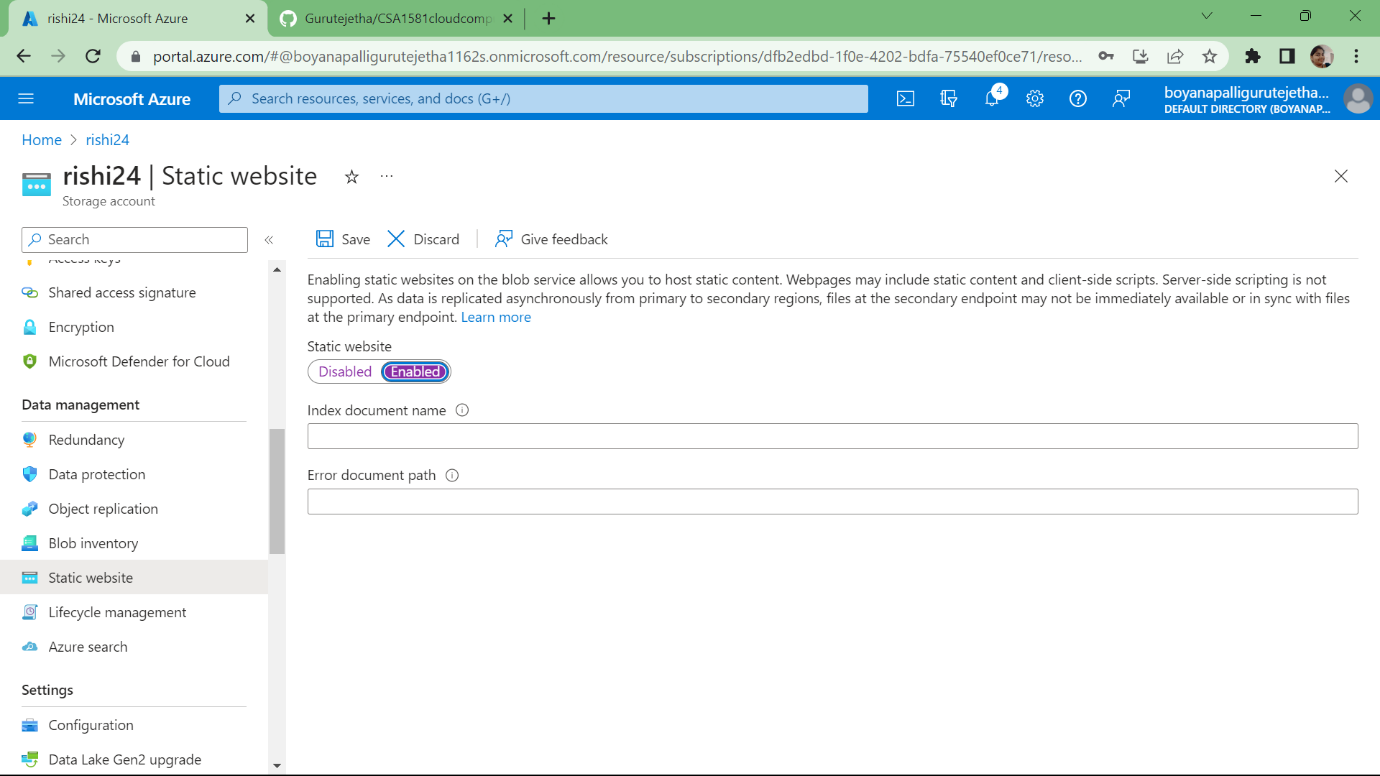 rishi24 - Microsoft Azure
Gurutejetha/CSA1581cloudcomp
portal.azure.com/#@boyanapalligurutejetha1162s.onmicrosoft.com/resource/subscriptions/dfb2edbd-1f0e-4202-bdfa-75540ef0ce71/reso...
Microsoft Azure
Search resources, services, and docs (G+/)
4
boyanapalligurutejetha...
DEFAULT DIRECTORY (BOYANAP...
Home > rishi24
rishi24 | Static website
Storage account
Search
Save
Discard
Give feedback
Access keys
Shared access signature
Encryption
Microsoft Defender for Cloud
Data management
Redundancy
Data protection
Object replication
Blob inventory
Static website
Lifecycle management
Azure search
Settings
Configuration
Data Lake Gen2 upgrade
Enabling static websites on the blob service allows you to host static content. Webpages may include static content and client-side scripts. Server-side scripting is not
supported. As data is replicated asynchronously from primary to secondary regions, files at the secondary endpoint may not be immediately available or in sync with files
at the primary endpoint. Learn more
Static website
Disabled Enabled
Index document name
Error document path